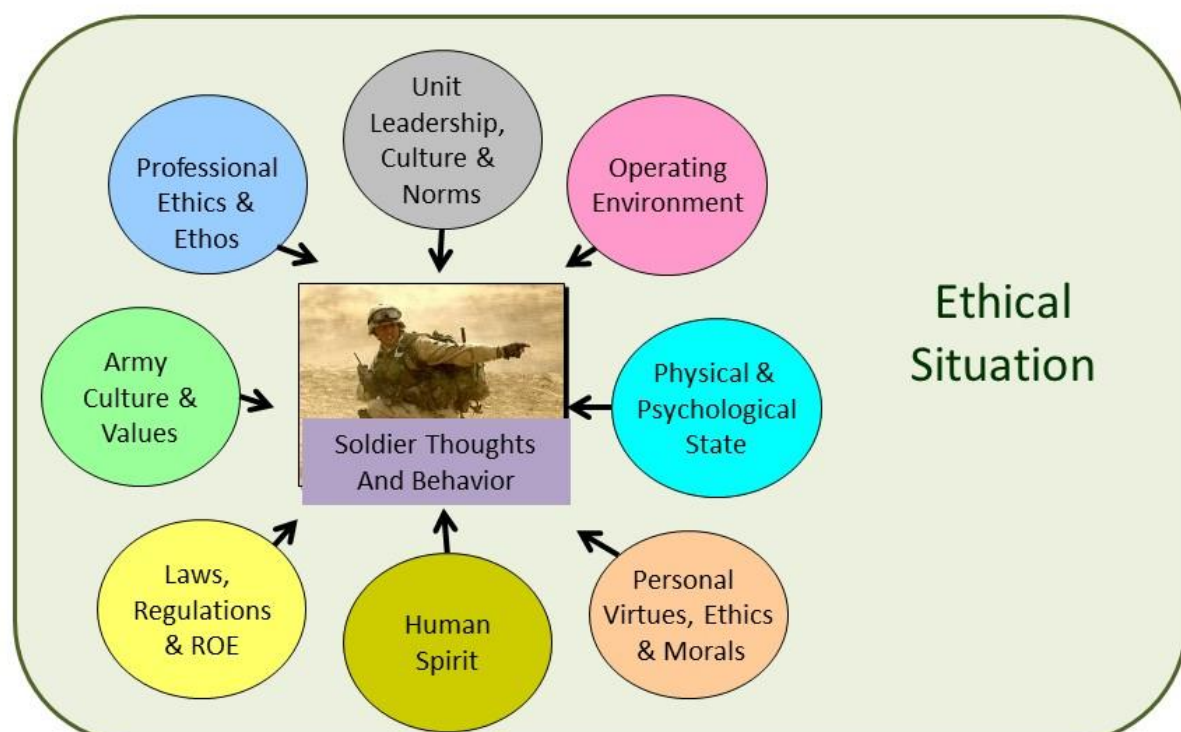 Unit
Leadership,
Culture &
Norms
Professional
Ethics &
Ethos
Operating
Environment
Ethical
Situation
Army
Culture &
Values
Physical &
Psychological
State
Soldier Thoughts
And Behavior
Laws,
Regulations
& ROE
Human
Spirit
Personal
Virtues, Ethics
& Morals